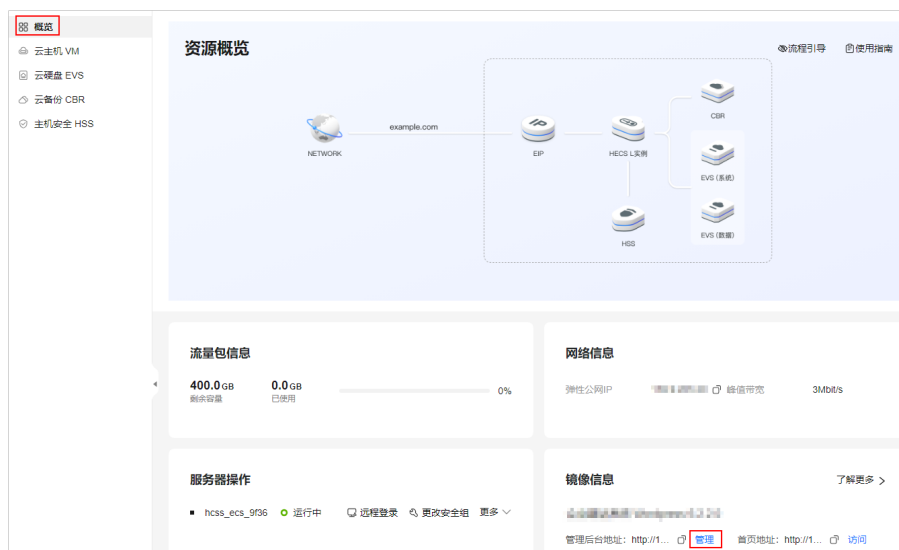 概览
云主机 VM
云硬盘 EVS
云备份 CBR
主机安全 HSS
资源概览
流程引导 使用指南
example.com
NETWORK
EIP
HECS L实例
CBR
EVS (系统)
EVS (数据)
HSS
流量包信息
400.0 GB 0.0 GB
剩余容量 已使用
0%
网络信息
弹性公网IP
峰值带宽 3Mbit/s
服务器操作
hcss_ecs_9f36 运行中 远程登录 更改安全组 更多
镜像信息 了解更多
管理后台地址: http://1... 管理 首页地址: http://1... 访问